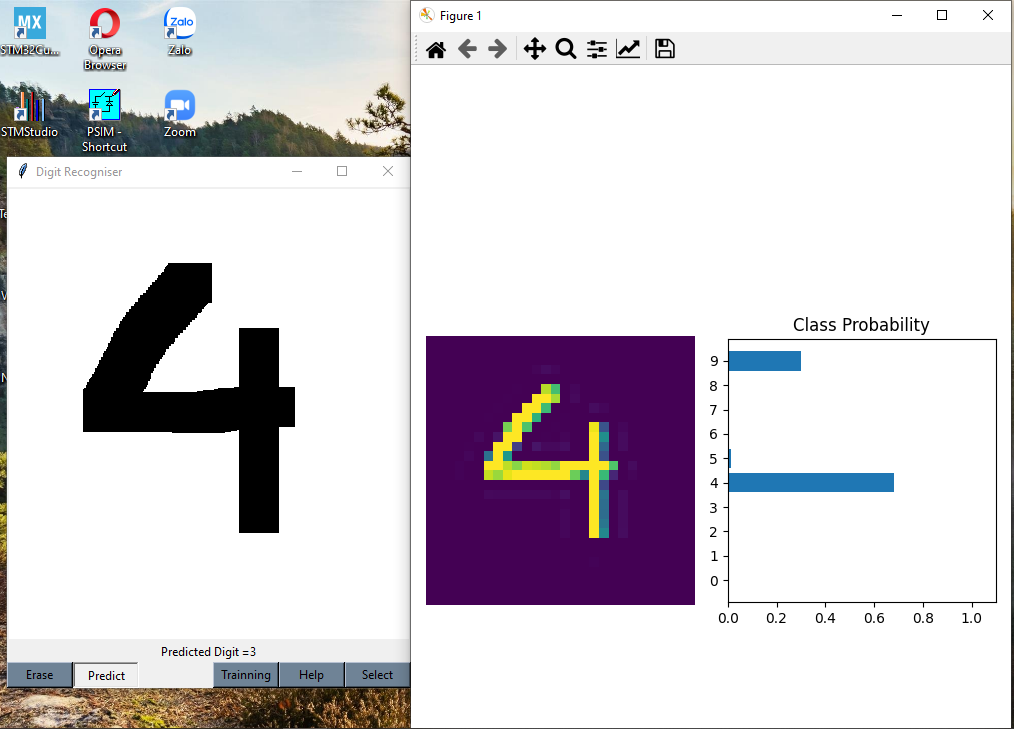 MX
Zalo
STM32Cu...
Opera Browser
Zalo
STMStudio
PSIM - Shortcut
Zoom
Digit Recogniser
4
Predicted Digit =3
Erase
Predict
Trainning
Help
Select
Figure 1
4
Class Probability
9
8
7
6
5
4
3
2
1
0
0.0 0.2 0.4 0.6 0.8 1.0